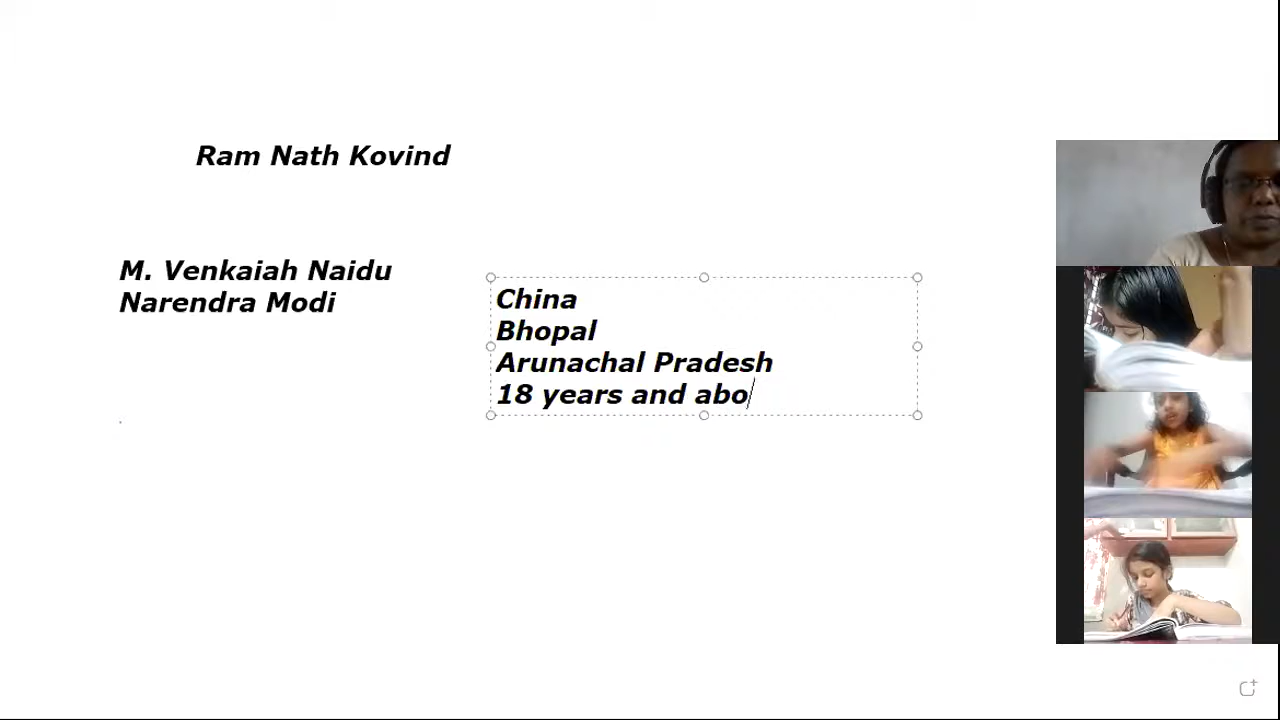 Ram Nath Kovind
M. Venkaiah Naidu
Narendra Modi
China
Bhopal
Arunachal Pradesh
18 years and abo